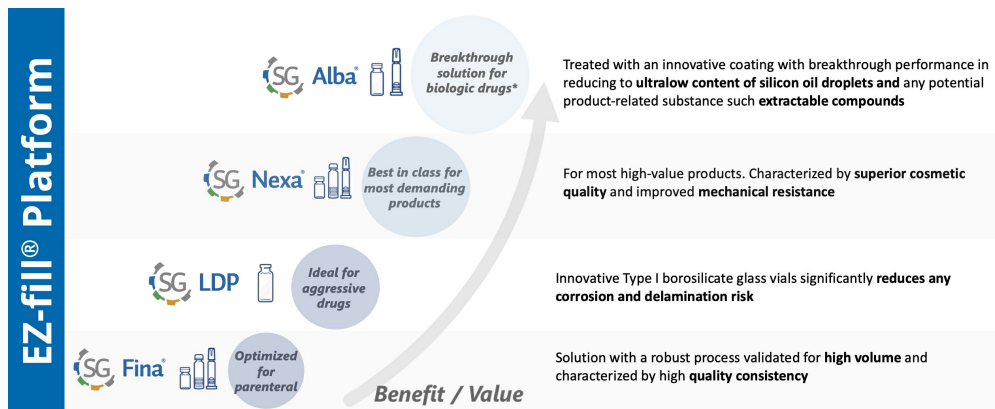 EZ-fill® Platform
SG Alba®
Breakthrough
solution for
biologic drugs*
Treated with an innovative coating with breakthrough performance in
reducing to ultralow content of silicon oil droplets and any potential
product-related substance such extractable compounds
SG Nexa®
Best in class for
most demanding
products
For most high-value products. Characterized by superior cosmetic
quality and improved mechanical resistance
SG LDP
Ideal for
aggressive
drugs
Innovative Type I borosilicate glass vials significantly reduces any
corrosion and delamination risk
SG Fina®
Optimized
for
parenteral
Solution with a robust process validated for high volume and
characterized by high quality consistency
Benefit / Value